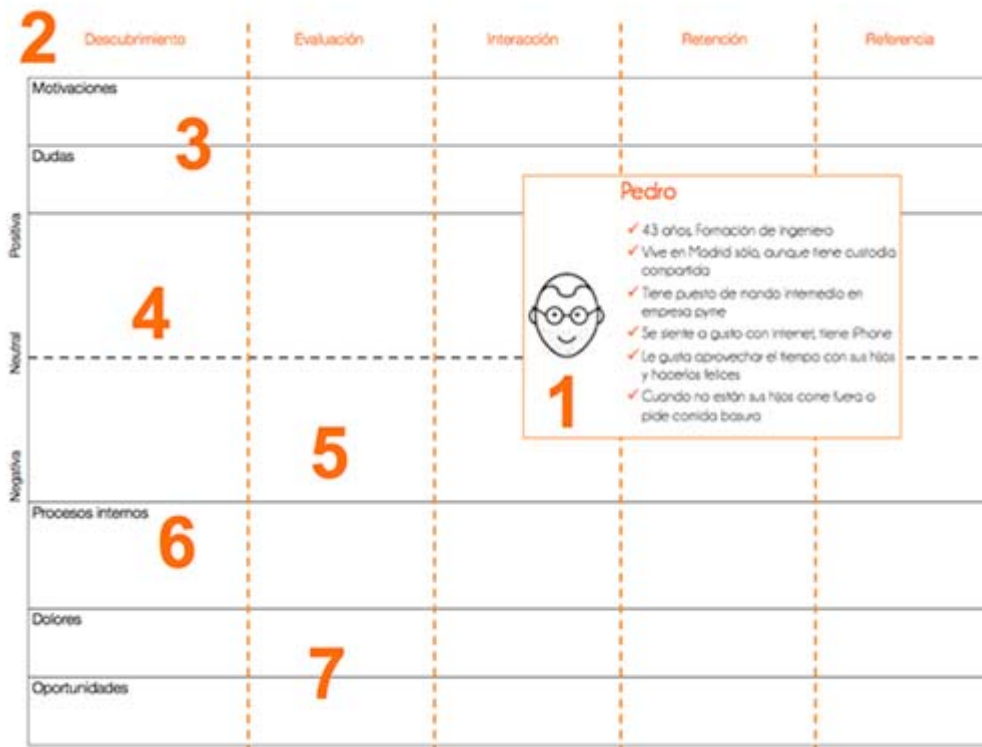 2 Descubrimiento Evaluación Interacción Retención Referencia
Motivaciones
3
Dudas
Pedro
✓ 43 años, Formación de ingeniero
✓ Vive en Madrid sólo, aunque tiene custodia
compartida
✓ Tiene puesto de mando intermedio en
empresa pyme
✓ Se siente a gusto con Internet, tiene iPhone
✓ Le gusta aprovechar el tiempo con sus hijos
y hacerlos felices
✓ Cuando no están sus hijos come fuera o
pide comida basura
1
Positiva
4
Neutral
5
Negativa
Procesos internos
6
Dolores
7
Oportunidades